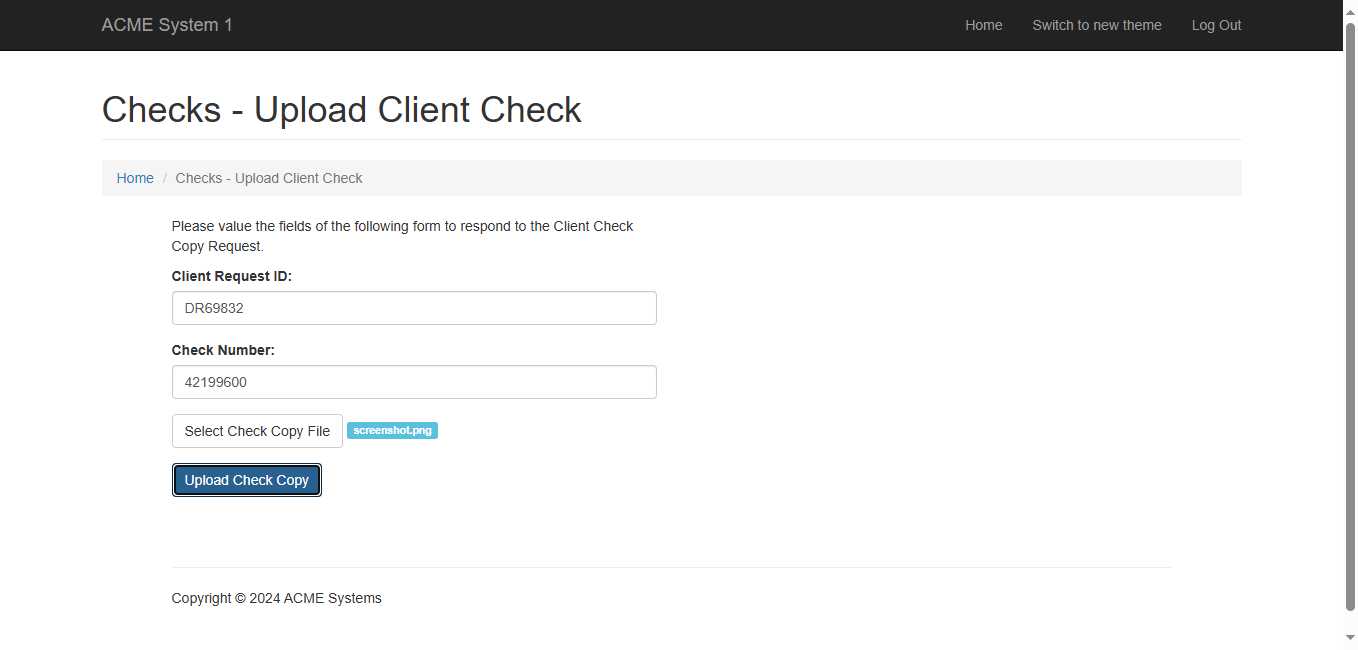 ACME System 1
Home
Switch to new theme
Log Out
Checks - Upload Client Check
Home / Checks - Upload Client Check
Please value the fields of the following form to respond to the Client Check
Copy Request.
Client Request ID:
DR69832
Check Number:
42199600
Select Check Copy File
screenshot.png
Upload Check Copy
Copyright © 2024 ACME Systems